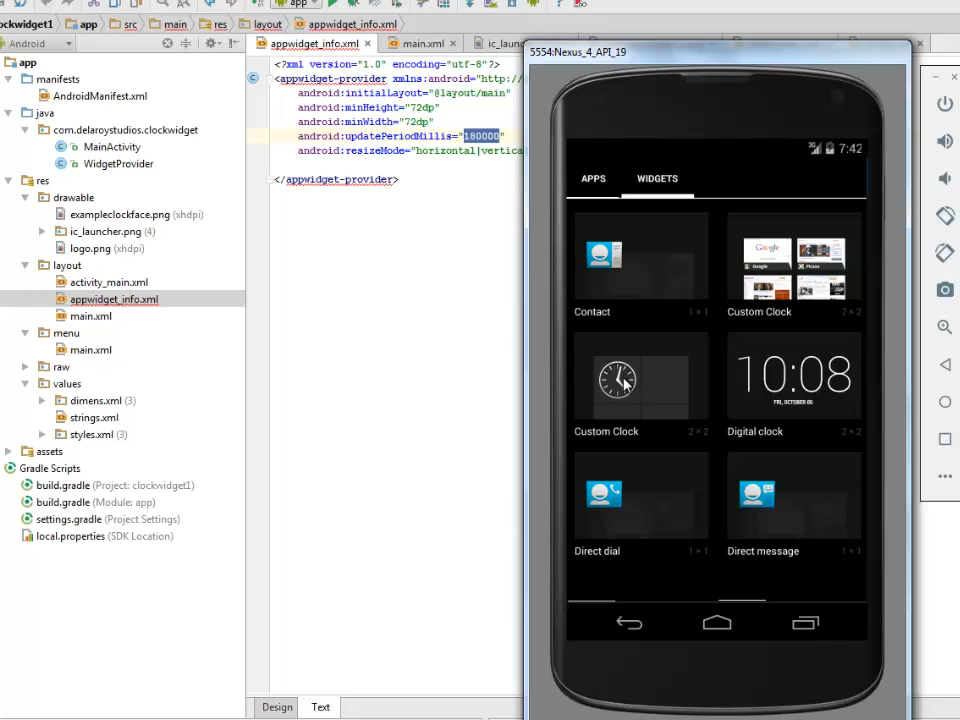 app
ockwidget1 app src main res layout appwidget_info.xml
Android
appwidget_info.xml main.xml ic_laun
5554:Nexus_4_API_19
app
manifests
AndroidManifest.xml
java
com.delaroystudios.clockwidget
MainActivity
WidgetProvider
res
drawable
exampleclockface.png (xhdpi)
ic_launcher.png (4)
logo.png (xhdpi)
layout
activity_main.xml
appwidget_info.xml
main.xml
menu
main.xml
raw
values
dimens.xml (3)
strings.xml
styles.xml (3)
assets
Gradle Scripts
build.gradle (Project: clockwidget1)
build.gradle (Module: app)
settings.gradle (Project Settings)
local.properties (SDK Location)
<?xml version="1.0" encoding="utf-8"?>
<appwidget-provider xmlns:android="http:/
android:initialLayout="@layout/main"
android:minHeight="72dp"
android:minWidth="72dp"
android:updatePeriodMillis="180000"
android:resizeMode="horizontal|vertica
</appwidget-provider>
Design Text
3G 7:42
APPS WIDGETS
Google Phone
Contact 1 × 1 Custom Clock 2 × 2
10:08
FRI, OCTOBER 05
Custom Clock 2 × 2 Digital clock 3 × 2
Direct dial 1 × 1 Direct message 1 × 1